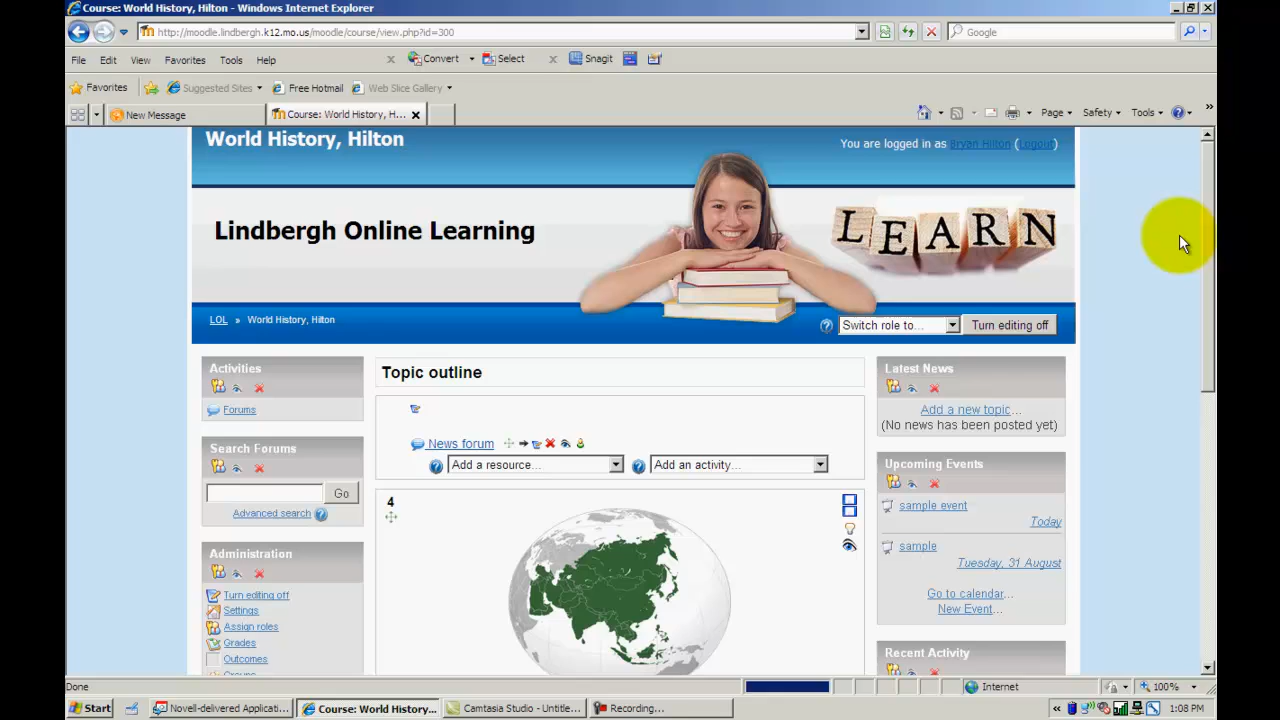 Course: World History, Hilton - Windows Internet Explorer
http://moodle.lindbergh.k12.mo.us/moodle/course/view.php?id=300
Google
File Edit View Favorites Tools Help
Convert Select Snagit
Favorites Suggested Sites Free Hotmail Web Slice Gallery
New Message
Course: World History, H...
Page Safety Tools
World History, Hilton
You are logged in as Bryan Hilton (Logout)
Lindbergh Online Learning
LEARN
LOL » World History, Hilton
Switch role to...
Turn editing off
Activities
Forums
Search Forums
Go
Advanced search
Administration
Turn editing off
Settings
Assign roles
Grades
Outcomes
Topic outline
News forum
Add a resource...
Add an activity...
4
Latest News
Add a new topic...
(No news has been posted yet)
Upcoming Events
sample event
Today
sample
Tuesday, 31 August
Go to calendar...
New Event...
Recent Activity
Done
Internet
100%
Start
Novell-delivered Applicati...
Course: World History...
Camtasia Studio - Untitle...
Recording...
1:08 PM